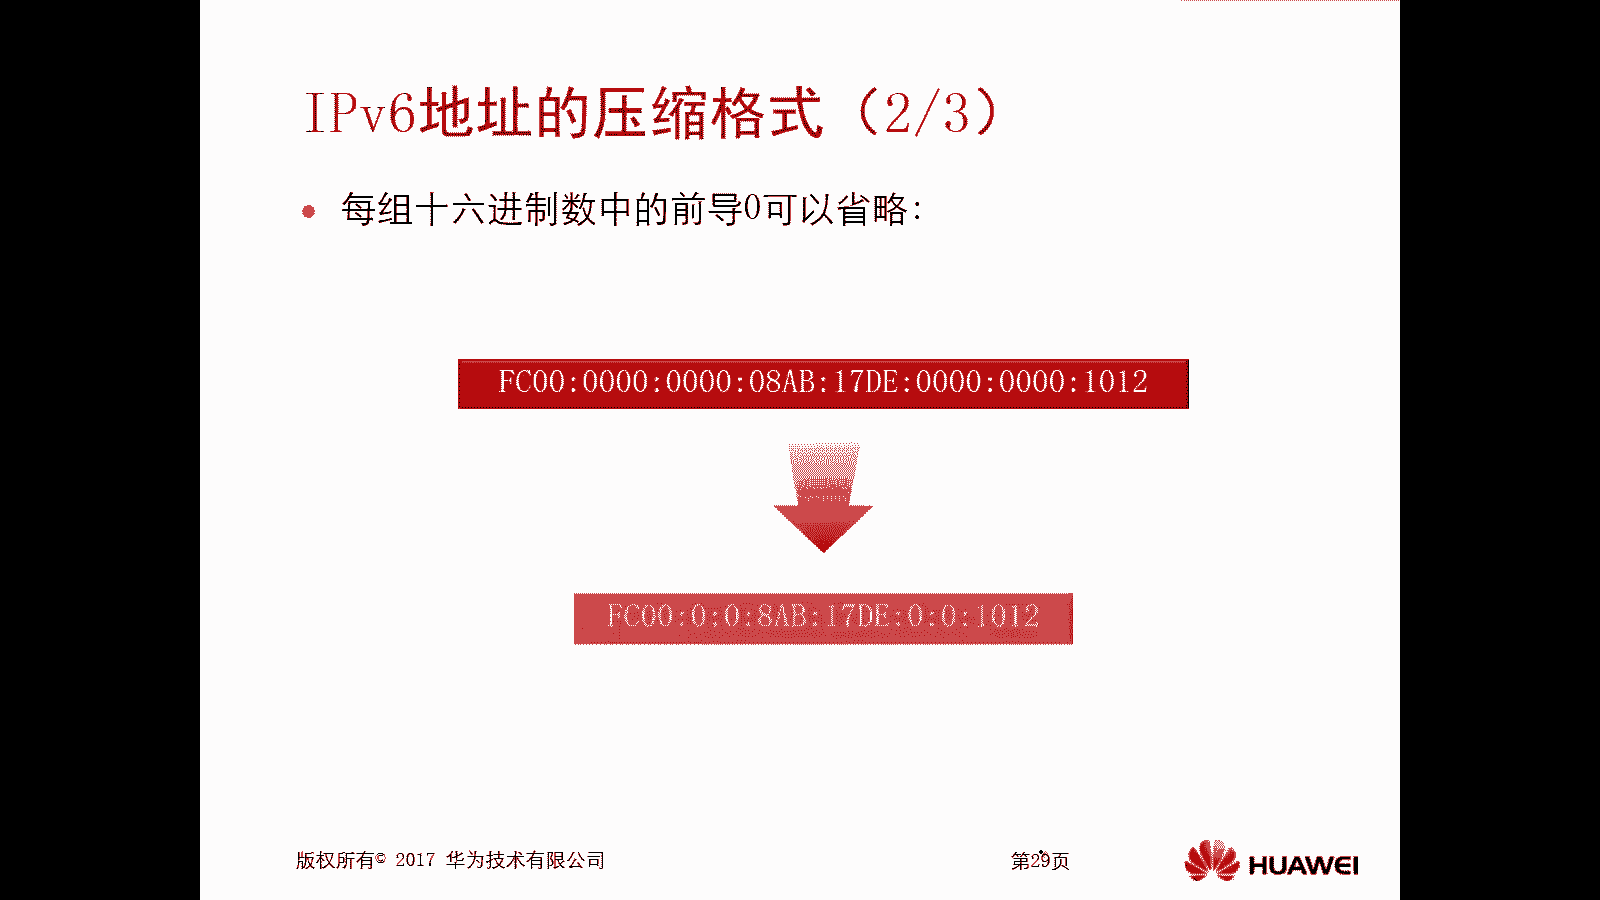 IPv6地址的压缩格式（2/3）
每组十六进制数中的前导0可以省略：
FC00:0000:0000:08AB:17DE:0000:0000:1012
FC00:0:0:8AB:17DE:0:0:1012
版权所有© 2017 华为技术有限公司
第29页
HUAWEI